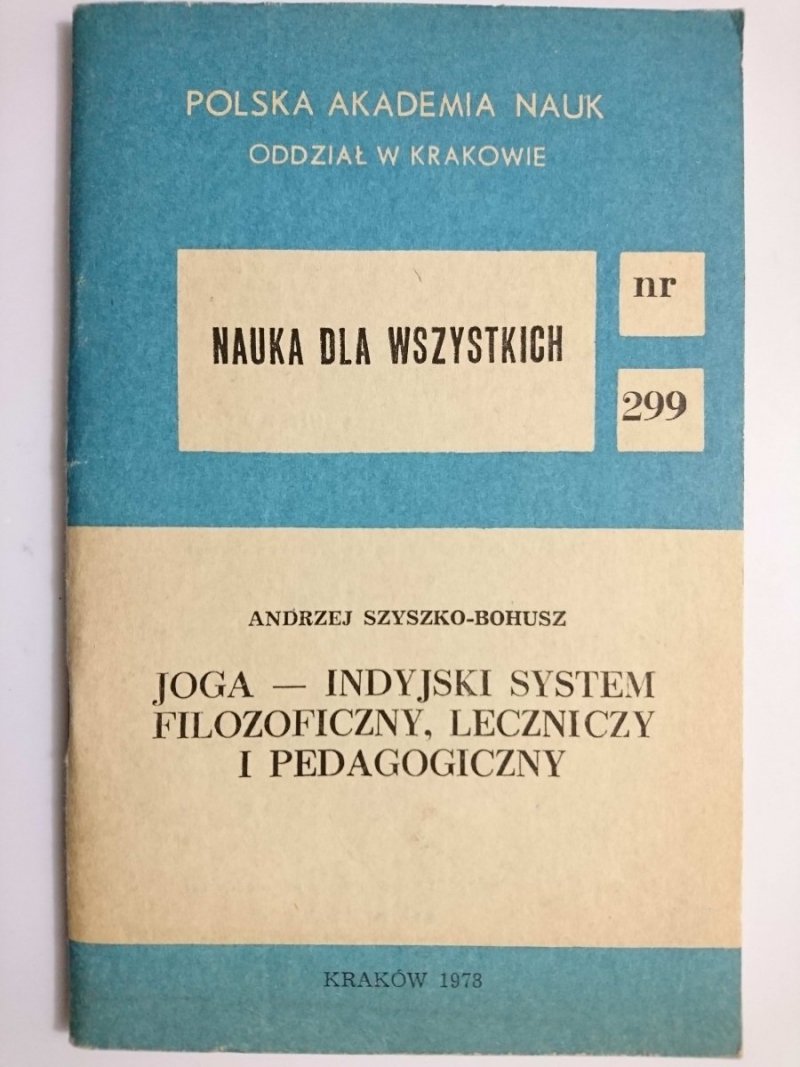 POLSKA AKADEMIA NAUK
ODDZIAŁ W KRAKOWIE
NAUKA DLA WSZYSTKICH
nr
299
ANDRZEJ SZYSZKO-BOHUSZ
JOGA — INDYJSKI SYSTEM
FILOZOFICZNY, LECZNICZY
I PEDAGOGICZNY
KRAKÓW 1978